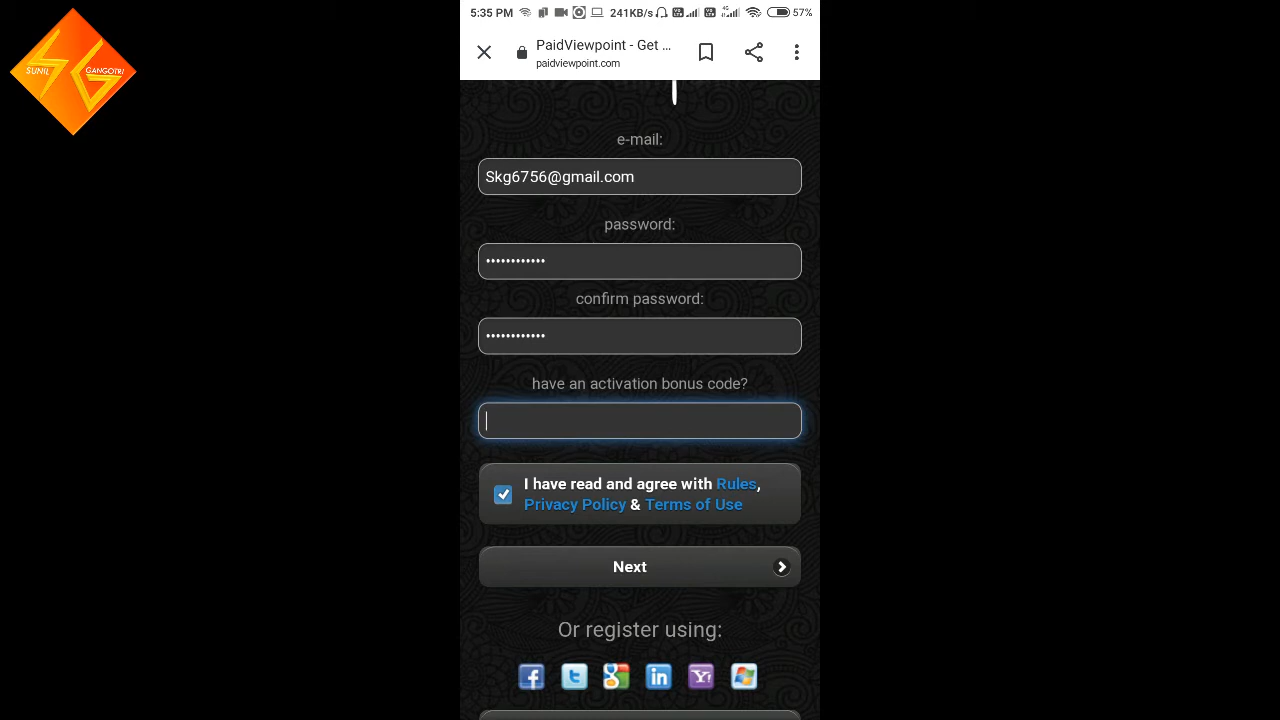 SUNIL
GANGOTRI
5:35 PM 241KB/s 57%
PaidViewpoint - Get ...
paidviewpoint.com
e-mail:
Skg6756@gmail.com
password:
••••••••••••
confirm password:
••••••••••••
have an activation bonus code?
I have read and agree with Rules,
Privacy Policy & Terms of Use
Next
Or register using: